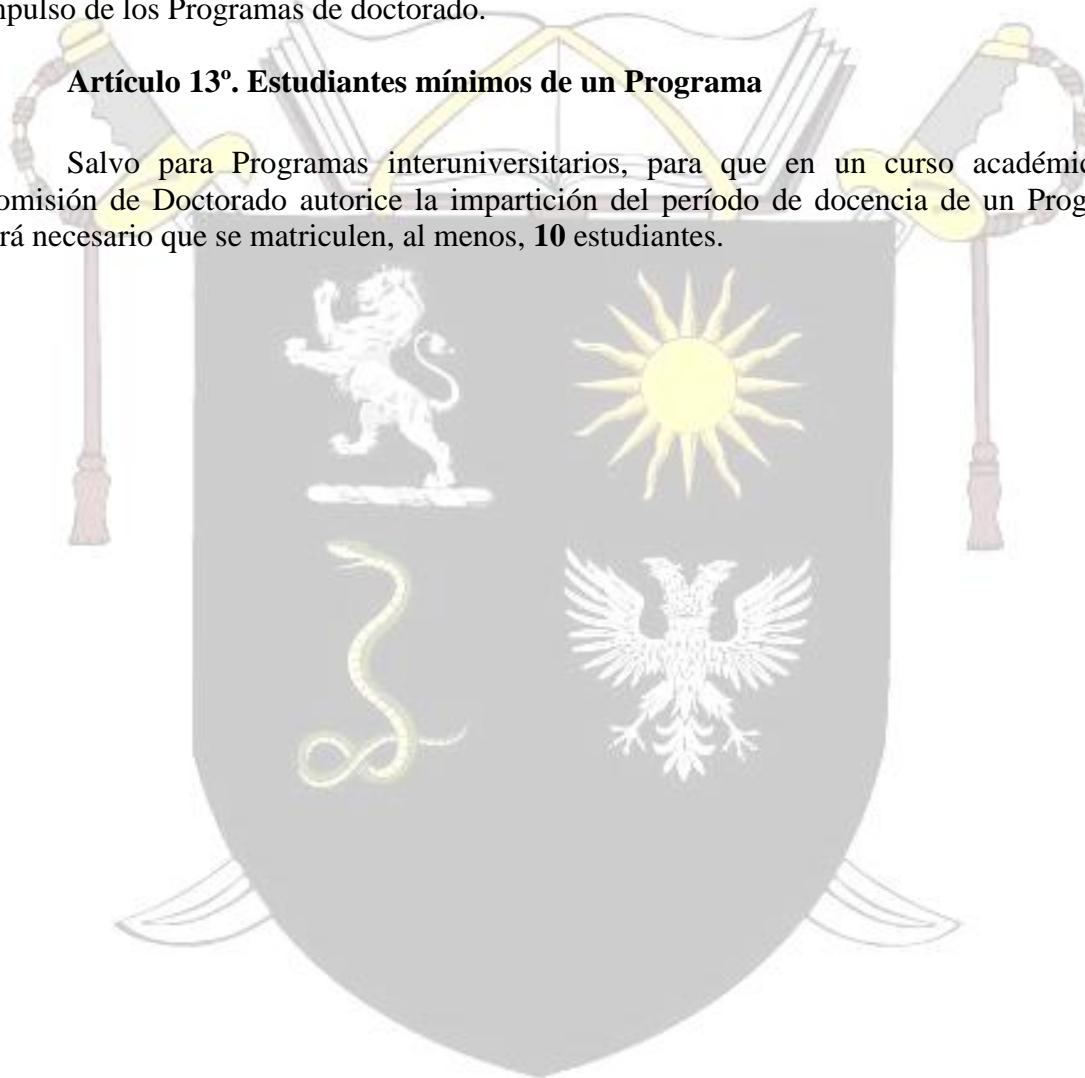 npulso de los Programas de doctorado.
Artículo 13º. Estudiantes mínimos de un Programa
Salvo para Programas interuniversitarios, para que en un curso académic
omisión de Doctorado autorice la impartición del período de docencia de un Prog
rá necesario que se matriculen, al menos, 10 estudiantes.